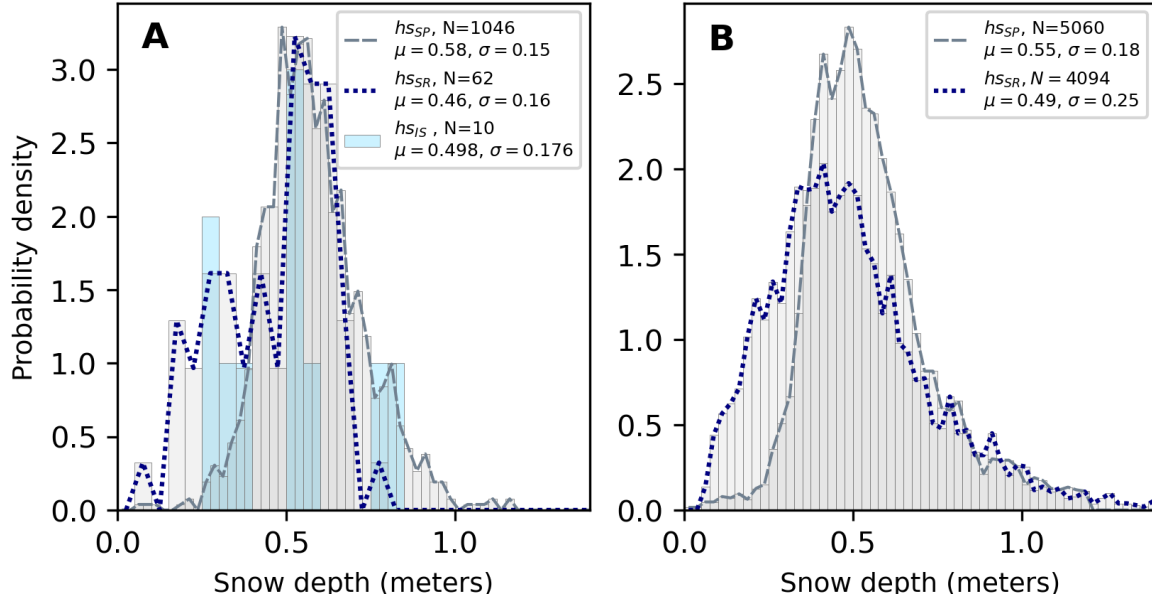 A
hs_SP, N=1046
μ = 0.58, σ = 0.15
hs_SR, N=62
μ = 0.46, σ = 0.16
hs_IS , N=10
μ = 0.498, σ = 0.176
Probability density
3.0
2.5
2.0
1.5
1.0
0.5
0.0
0.0 0.5 1.0
Snow depth (meters)
B
hs_SP, N=5060
μ = 0.55, σ = 0.18
hs_SR, N = 4094
μ = 0.49, σ = 0.25
2.5
2.0
1.5
1.0
0.5
0.0
0.0 0.5 1.0
Snow depth (meters)